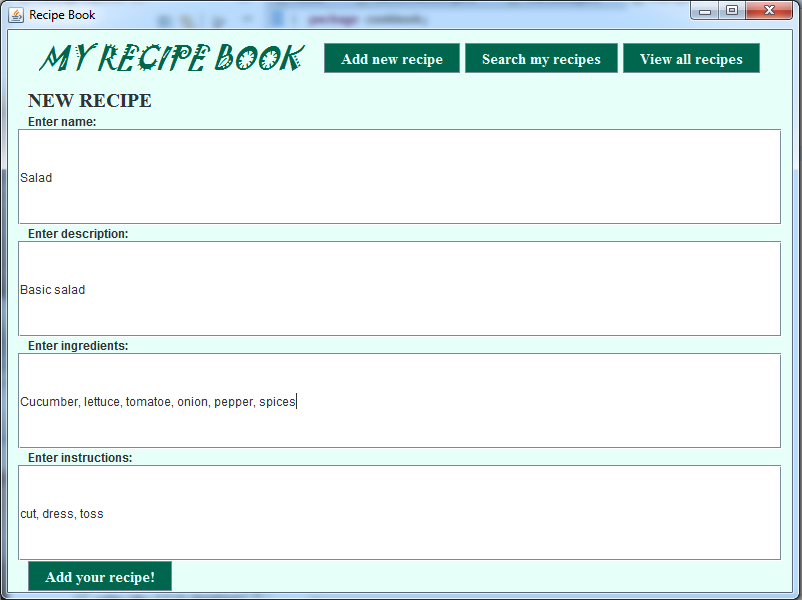 Recipe Book
MY RECIPE BOOK
Add new recipe
Search my recipes
View all recipes
NEW RECIPE
Enter name:
Salad
Enter description:
Basic salad
Enter ingredients:
Cucumber, lettuce, tomatoe, onion, pepper, spices
Enter instructions:
cut, dress, toss
Add your recipe!